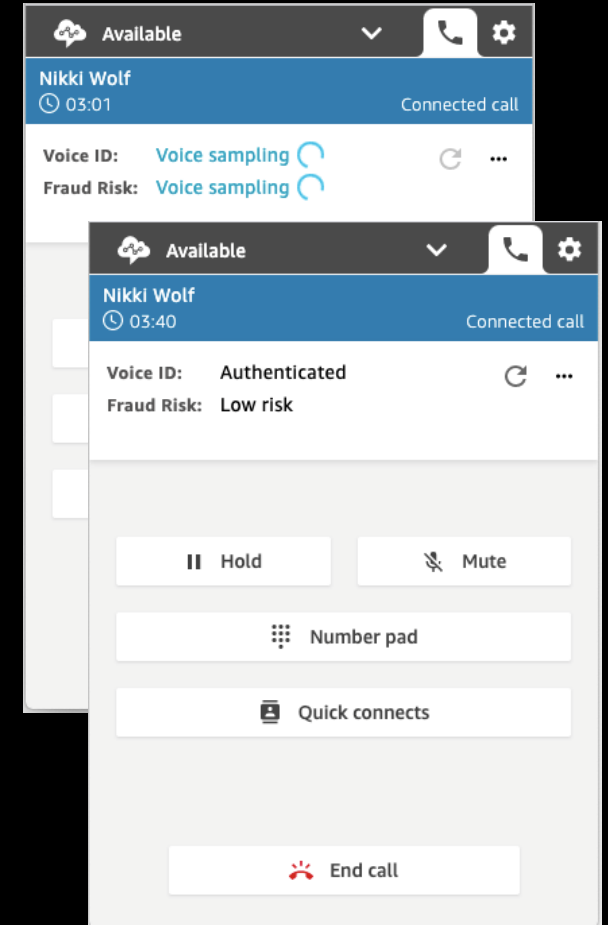 Available
Nikki Wolf
03:01 Connected call
Voice ID: Voice sampling
Fraud Risk: Voice sampling
Available
Nikki Wolf
03:40 Connected call
Voice ID: Authenticated
Fraud Risk: Low risk
Hold Mute
Number pad
Quick connects
End call